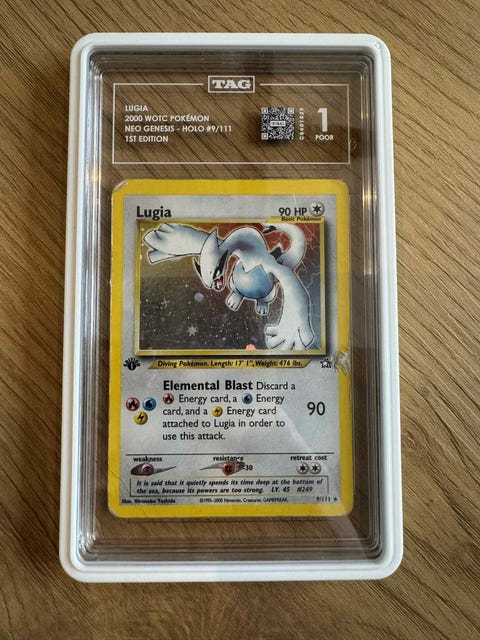 TAG
LUGIA
2000 WOTC POKÉMON
NEO GENESIS - HOLO #9/111
1ST EDITION
1
POOR
Lugia
90 HP
Basic Pokémon
Diving Pokémon. Length: 17' 1", Weight: 476 lbs.
Elemental Blast Discard a
Energy card, a Energy
card, and a Energy card
attached to Lugia in order to
use this attack.
90
weakness
resistance
retreat cost
-30
It is said that it quietly spends its time deep at the bottom of
the sea, because its powers are too strong. LV. 45 #249
Illus. Hironobu Yoshida
©1995-2000 Nintendo, Creatures, GAMEFREAK.
9/111